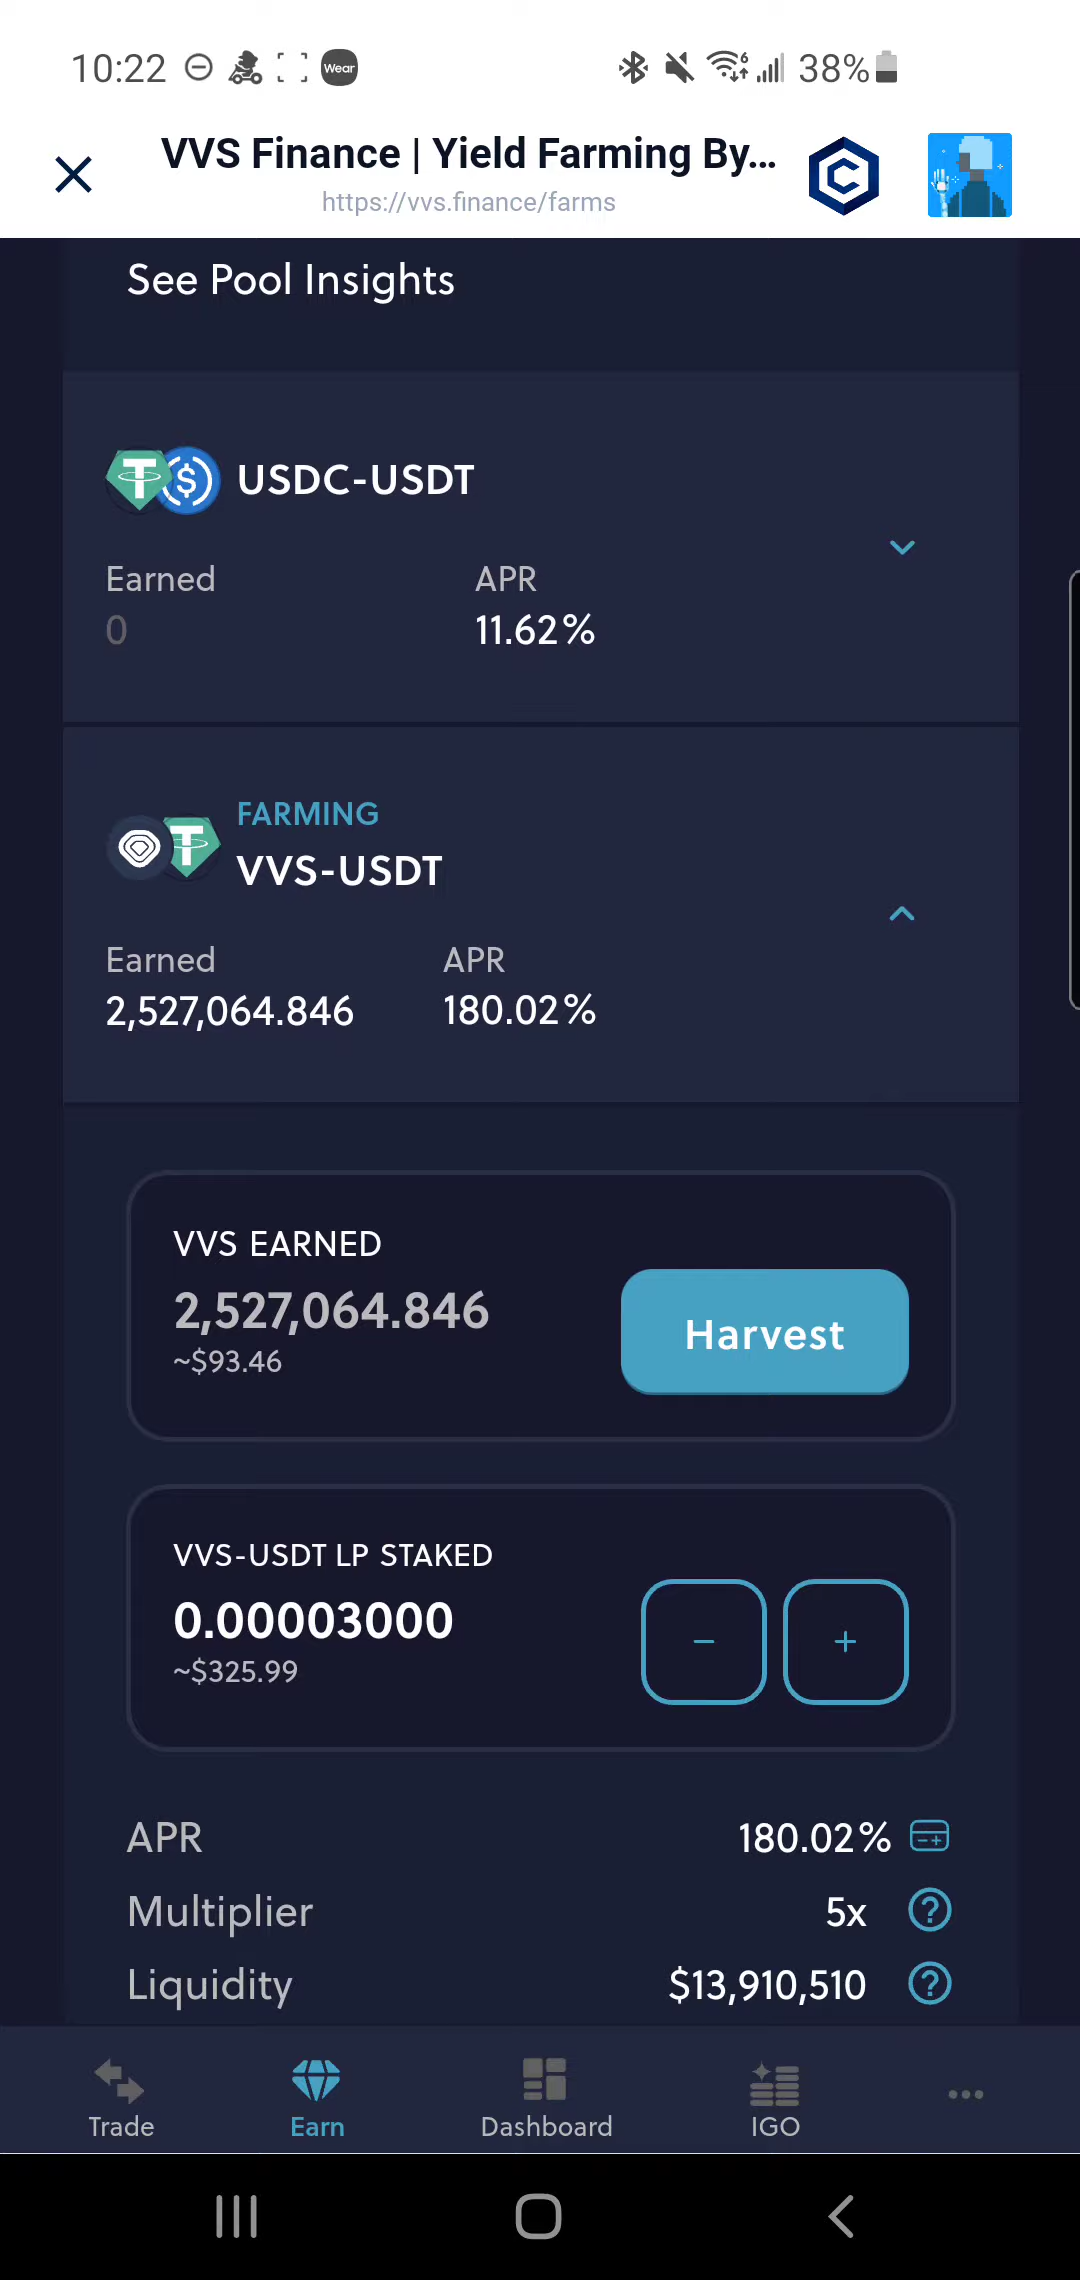 10:22
Wear
6
38%
VVS Finance | Yield Farming By...
https://vvs.finance/farms
See Pool Insights
USDC-USDT
Earned APR
0 11.62%
FARMING
VVS-USDT
Earned APR
2,527,064.846 180.02%
VVS EARNED
2,527,064.846
~$93.46
Harvest
VVS-USDT LP STAKED
0.00003000
~$325.99
− +
APR 180.02%
Multiplier 5x
Liquidity $13,910,510
Trade Earn Dashboard IGO